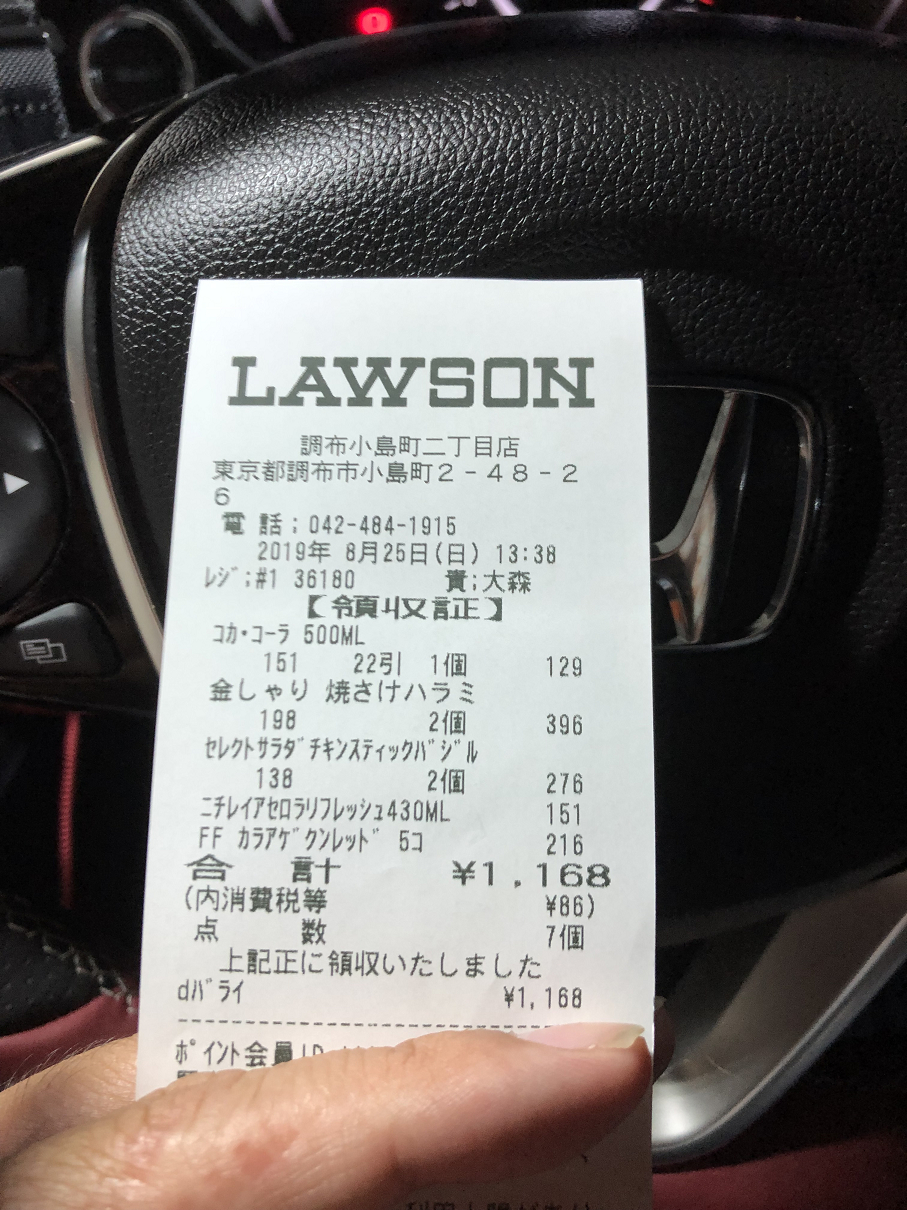 LAWSON
調布小島町二丁目店
東京都調布市小島町2-48-2
6
電 話:042-484-1915
2019年 8月25日(日) 13:38
レジ:#1 36180 責:大森
【領収証】
コカ・コーラ 500ML
151 22引 1個 129
金しゃり 焼さけハラミ
198 2個 396
セレクトサラダチキンスティックバジル
138 2個 276
ニチレイアセロラリフレッシュ430ML 151
FF カラアゲクンレッド 5コ 216
合 計 ¥1,168
(内消費税等 ¥86)
点 数 7個
上記正に領収いたしました
dバライ ¥1,168
ポイント会員ID